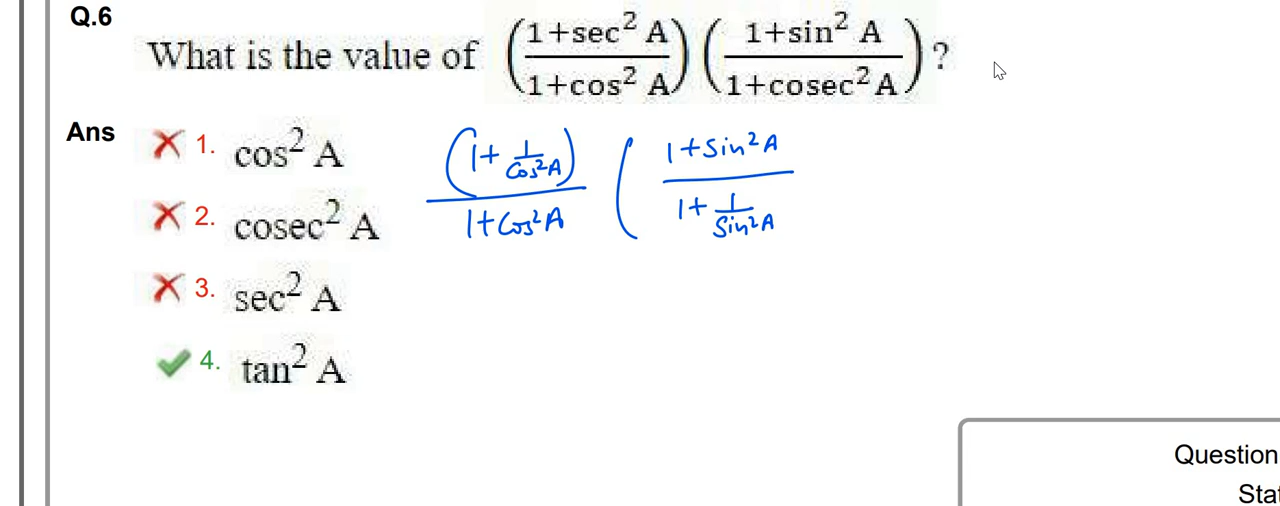 Q.6
What is the value of (1+sec² A / 1+cos² A) (1+sin² A / 1+cosec² A) ?
Ans
1. cos² A
2. cosec² A
3. sec² A
4. tan² A
(1+ 1/Cos²A) / 1+Cos²A ( 1+Sin²A / 1+ 1/Sin²A
Question
Stat